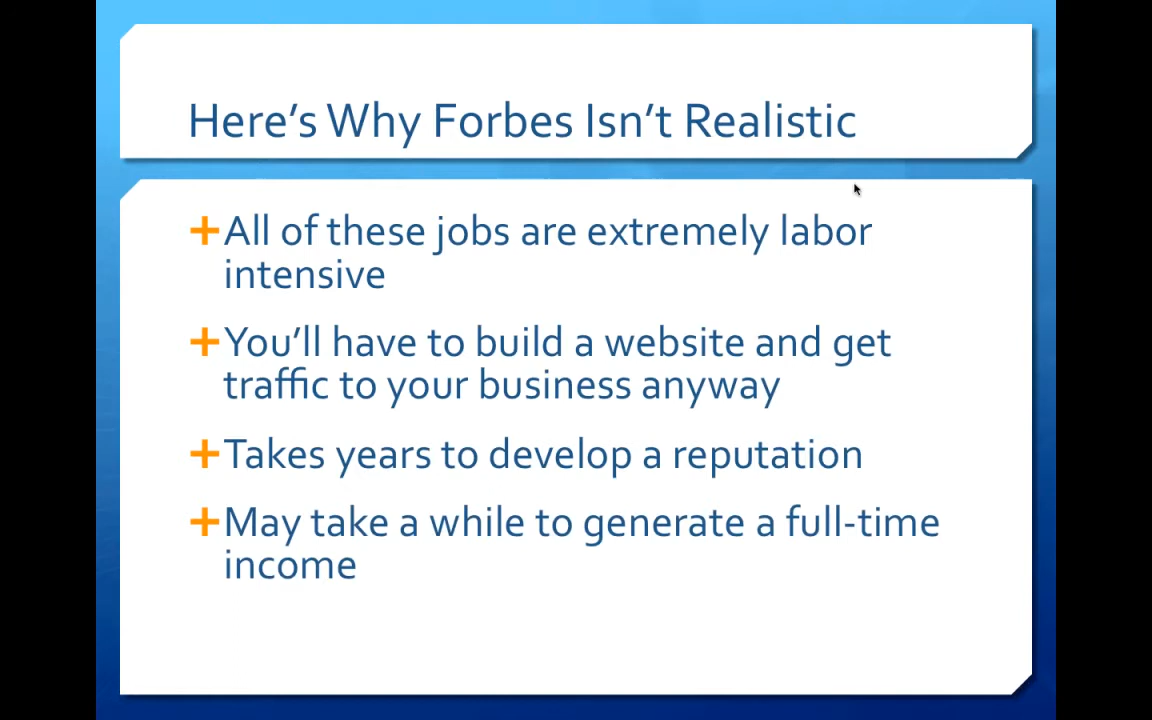 Here’s Why Forbes Isn’t Realistic
All of these jobs are extremely labor
intensive
You’ll have to build a website and get
traffic to your business anyway
Takes years to develop a reputation
May take a while to generate a full-time
income